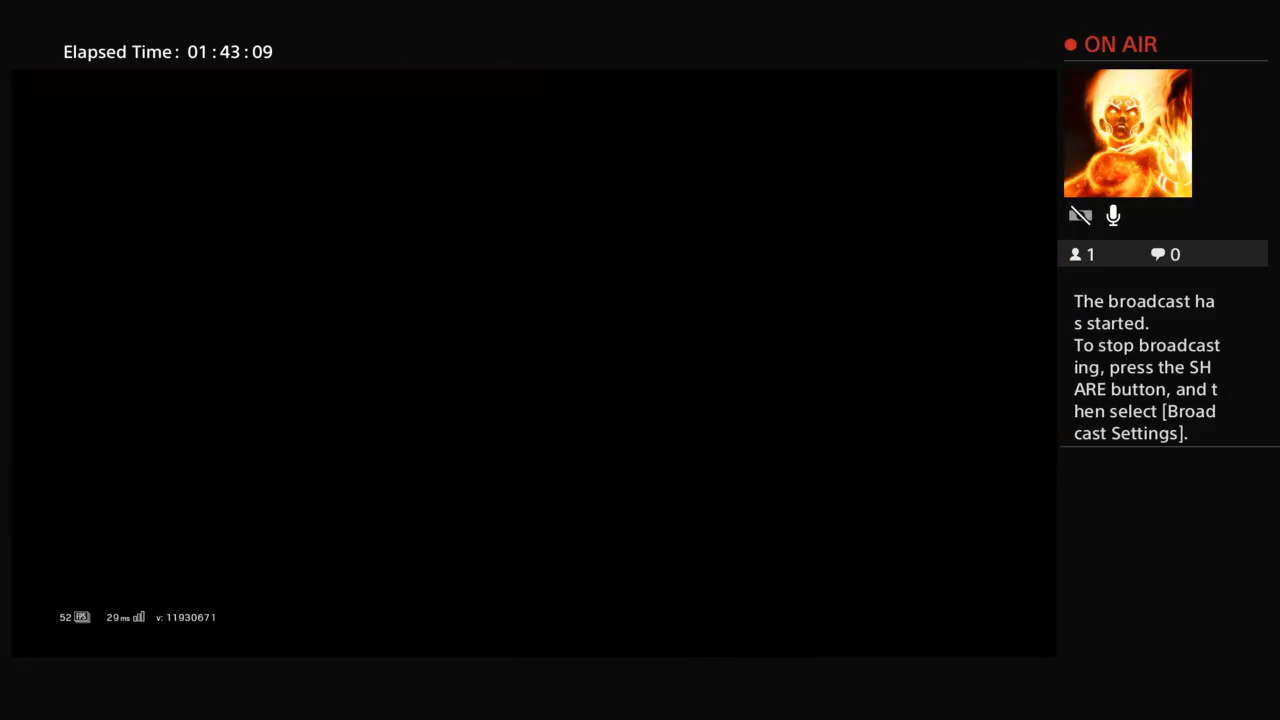 Elapsed Time: 01:43:09
ON AIR
1 0
The broadcast ha
s started.
To stop broadcast
ing, press the SH
ARE button, and t
hen select [Broad
cast Settings].
52 FPS 29ms v: 11930671